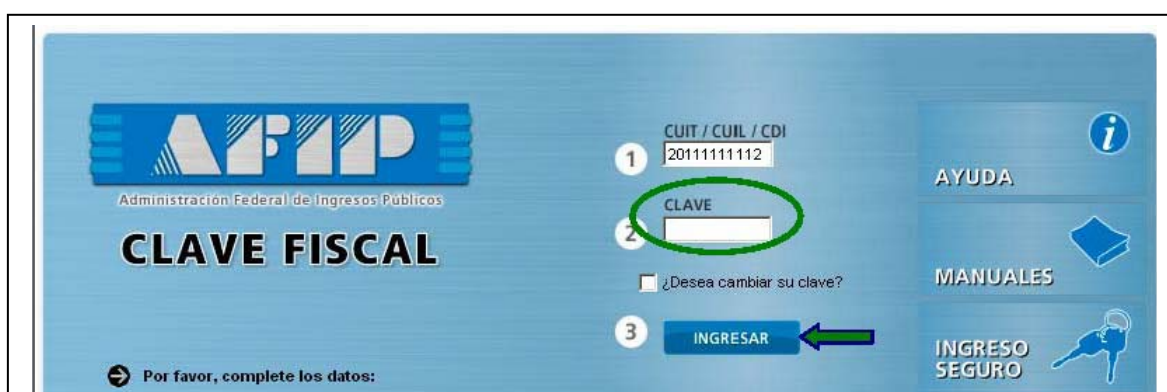 AFIP
Administración Federal de Ingresos Públicos
CLAVE FISCAL
Por favor, complete los datos:
1
CUIT / CUIL / CDI
20111111112
2
CLAVE
¿Desea cambiar su clave?
3
INGRESAR
i
AYUDA
MANUALES
INGRESO
SEGURO